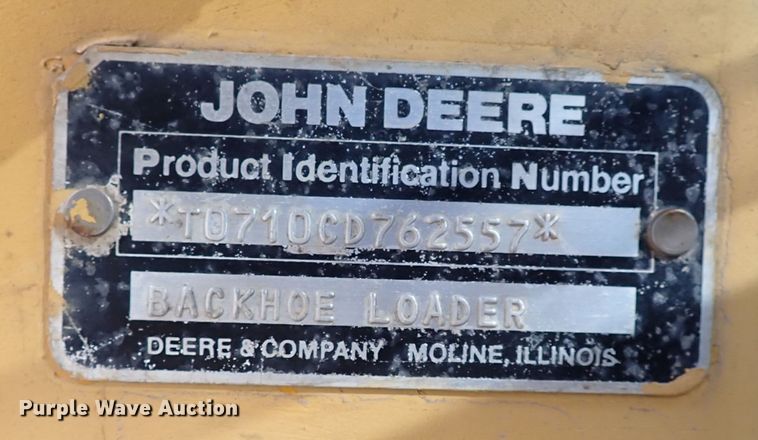 JOHN DEERE
Product Identification Number
*T0710CD762557*
BACKHOE LOADER
DEERE & COMPANY MOLINE, ILLINOIS
Purple Wave Auction